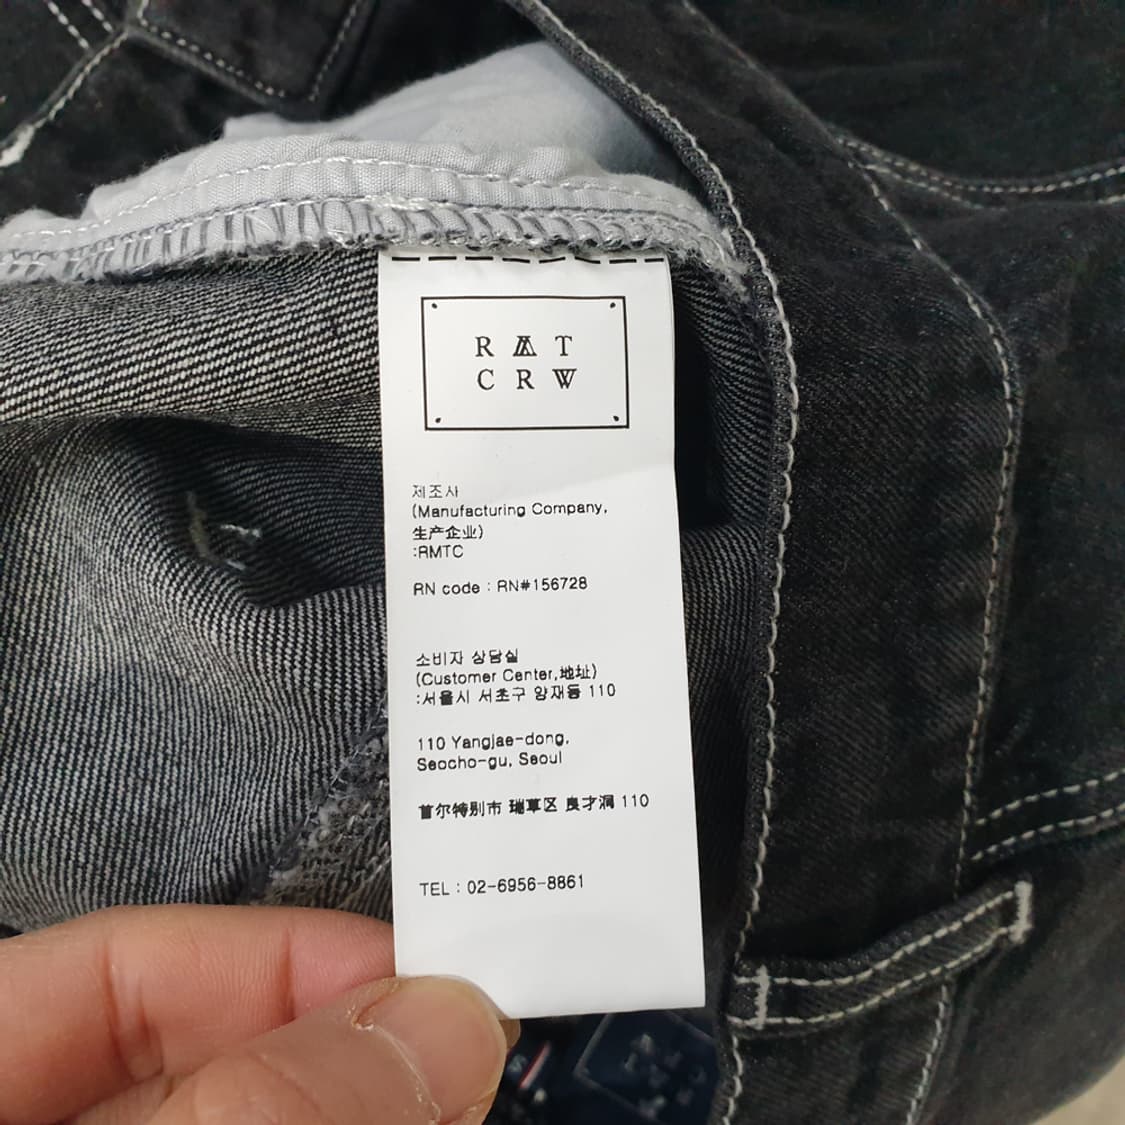 RAT
CRW
제조사
(Manufacturing Company,
生产企业)
:RMTC
RN code : RN#156728
소비자 상담실
(Customer Center,地址)
:서울시 서초구 양재동 110
110 Yangjae-dong,
Seocho-gu, Seoul
首尔特别市 瑞草区 良才洞 110
TEL : 02-6956-8861